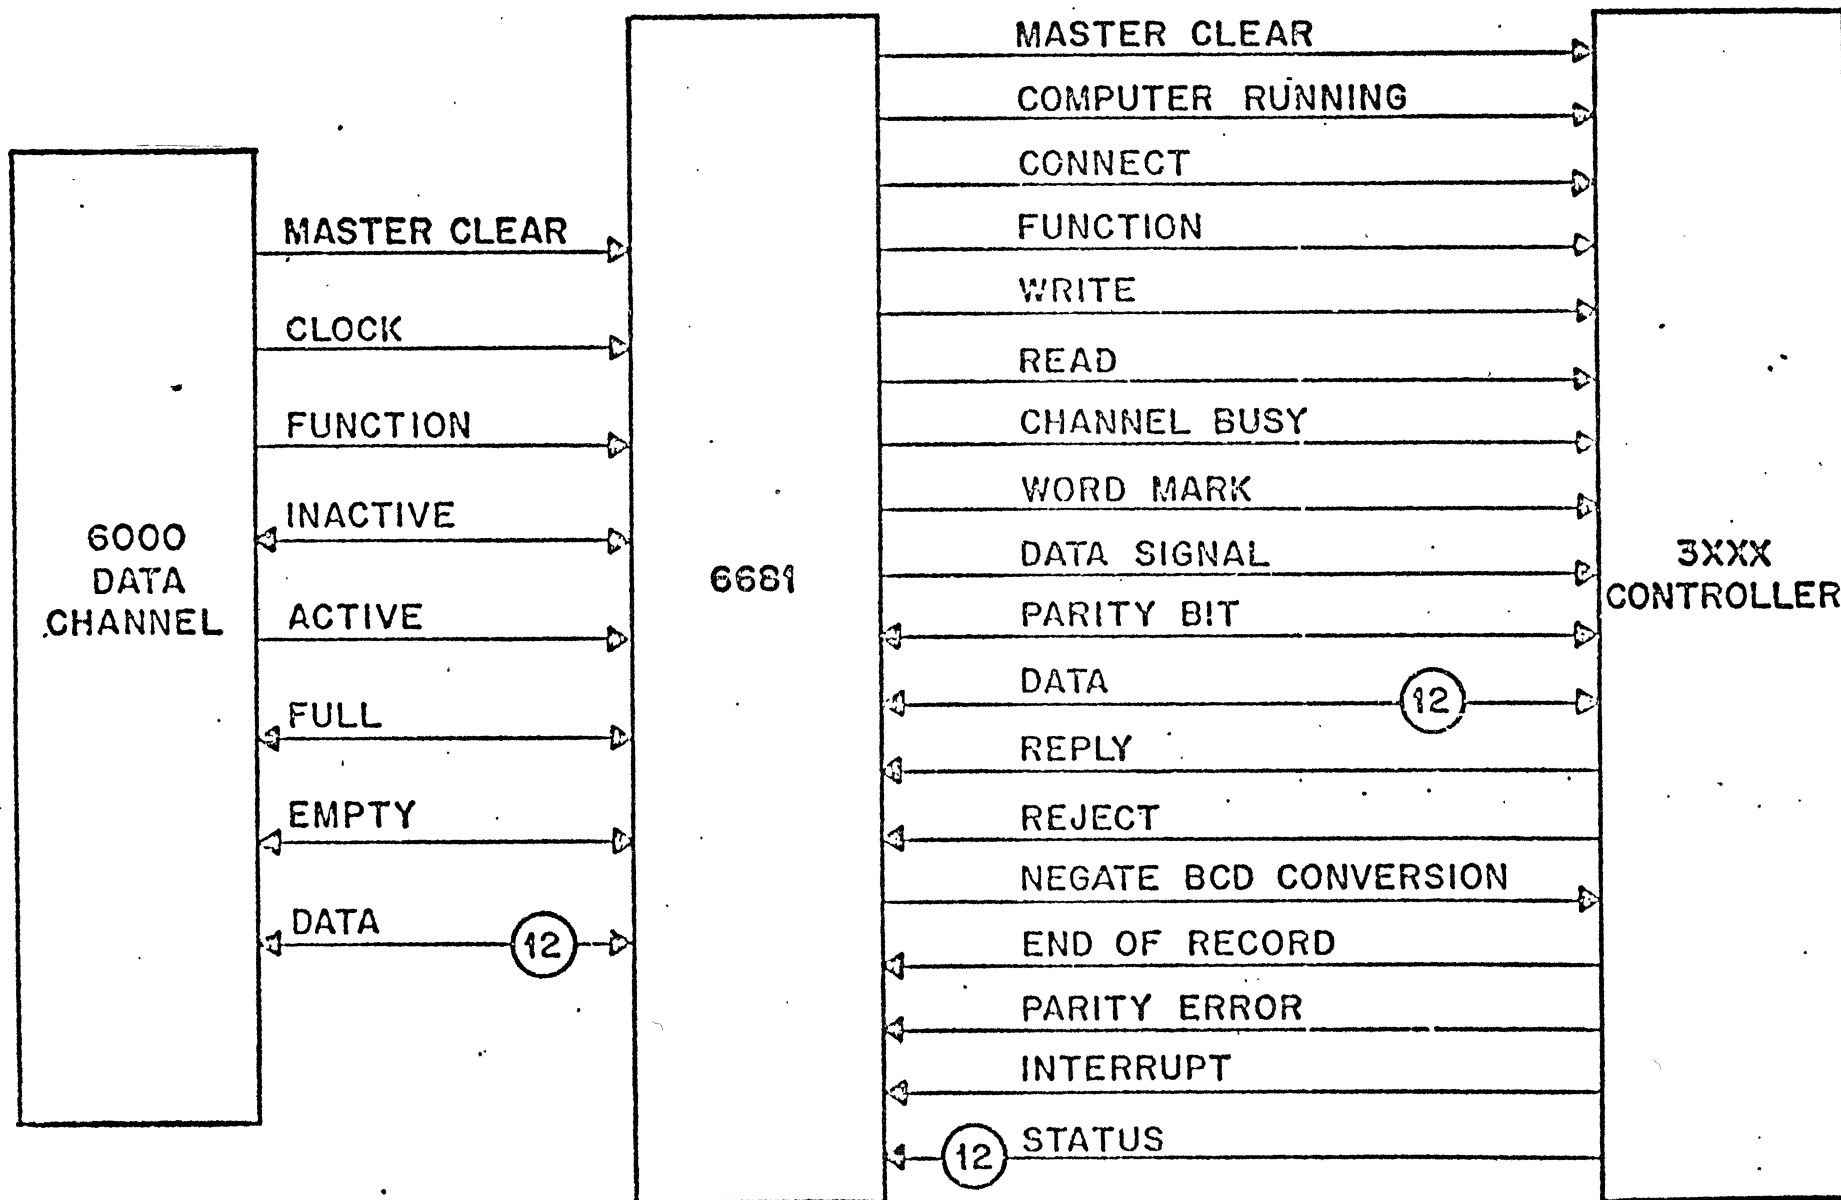 6000
DATA
CHANNEL
MASTER CLEAR
CLOCK
FUNCTION
INACTIVE
ACTIVE
FULL
EMPTY
DATA
12
6681
MASTER CLEAR
COMPUTER RUNNING
CONNECT
FUNCTION
WRITE
READ
CHANNEL BUSY
WORD MARK
DATA SIGNAL
PARITY BIT
DATA
12
REPLY
REJECT
NEGATE BCD CONVERSION
END OF RECORD
PARITY ERROR
INTERRUPT
12
STATUS
3XXX
CONTROLLER